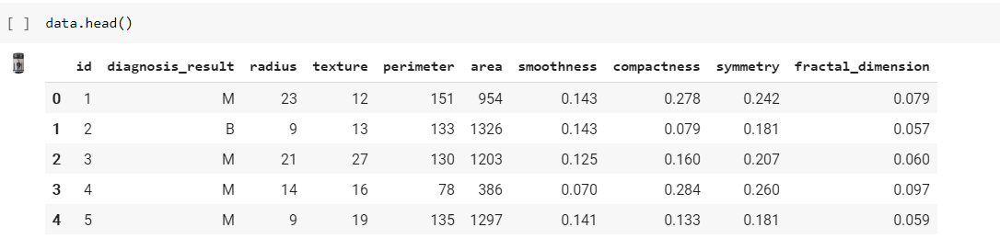 [ ] data.head()
id diagnosis_result radius texture perimeter area smoothness compactness symmetry fractal_dimension
0 1 M 23 12 151 954 0.143 0.278 0.242 0.079
1 2 B 9 13 133 1326 0.143 0.079 0.181 0.057
2 3 M 21 27 130 1203 0.125 0.160 0.207 0.060
3 4 M 14 16 78 386 0.070 0.284 0.260 0.097
4 5 M 9 19 135 1297 0.141 0.133 0.181 0.059